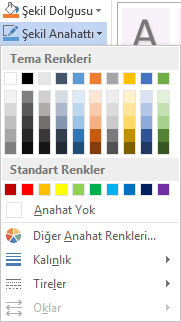 Şekil Dolgusu
Şekil Anahattı
A
Tema Renkleri
Standart Renkler
Anahat Yok
Diğer Anahat Renkleri...
Kalınlık
Tireler
Oklar